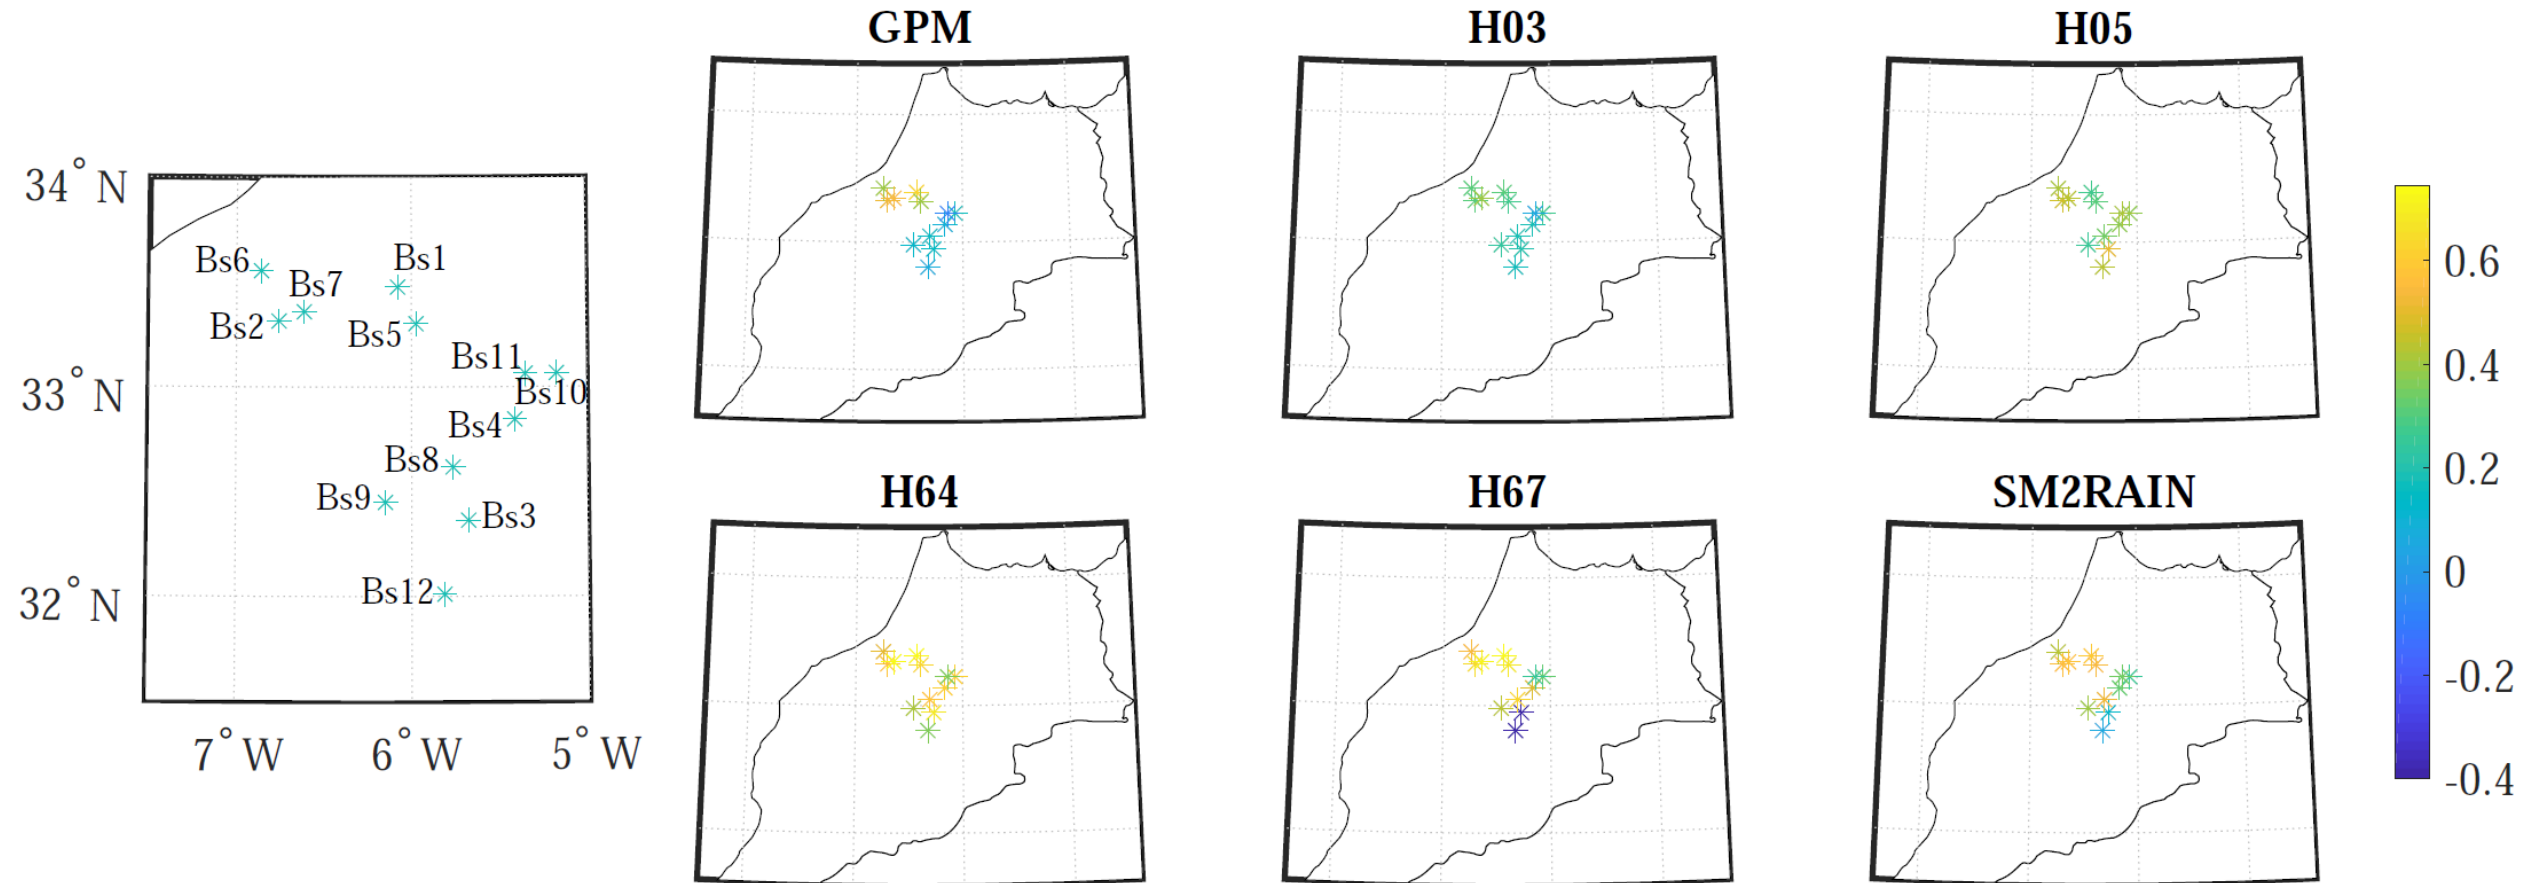 GPM
H03
H05
34° N
33° N
32° N
7° W
6° W
5° W
Bs6
Bs1
Bs7
Bs2
Bs5
Bs11
Bs10
Bs4
Bs8
Bs9
Bs3
Bs12
H64
H67
SM2RAIN
0.6
0.4
0.2
0
-0.2
-0.4